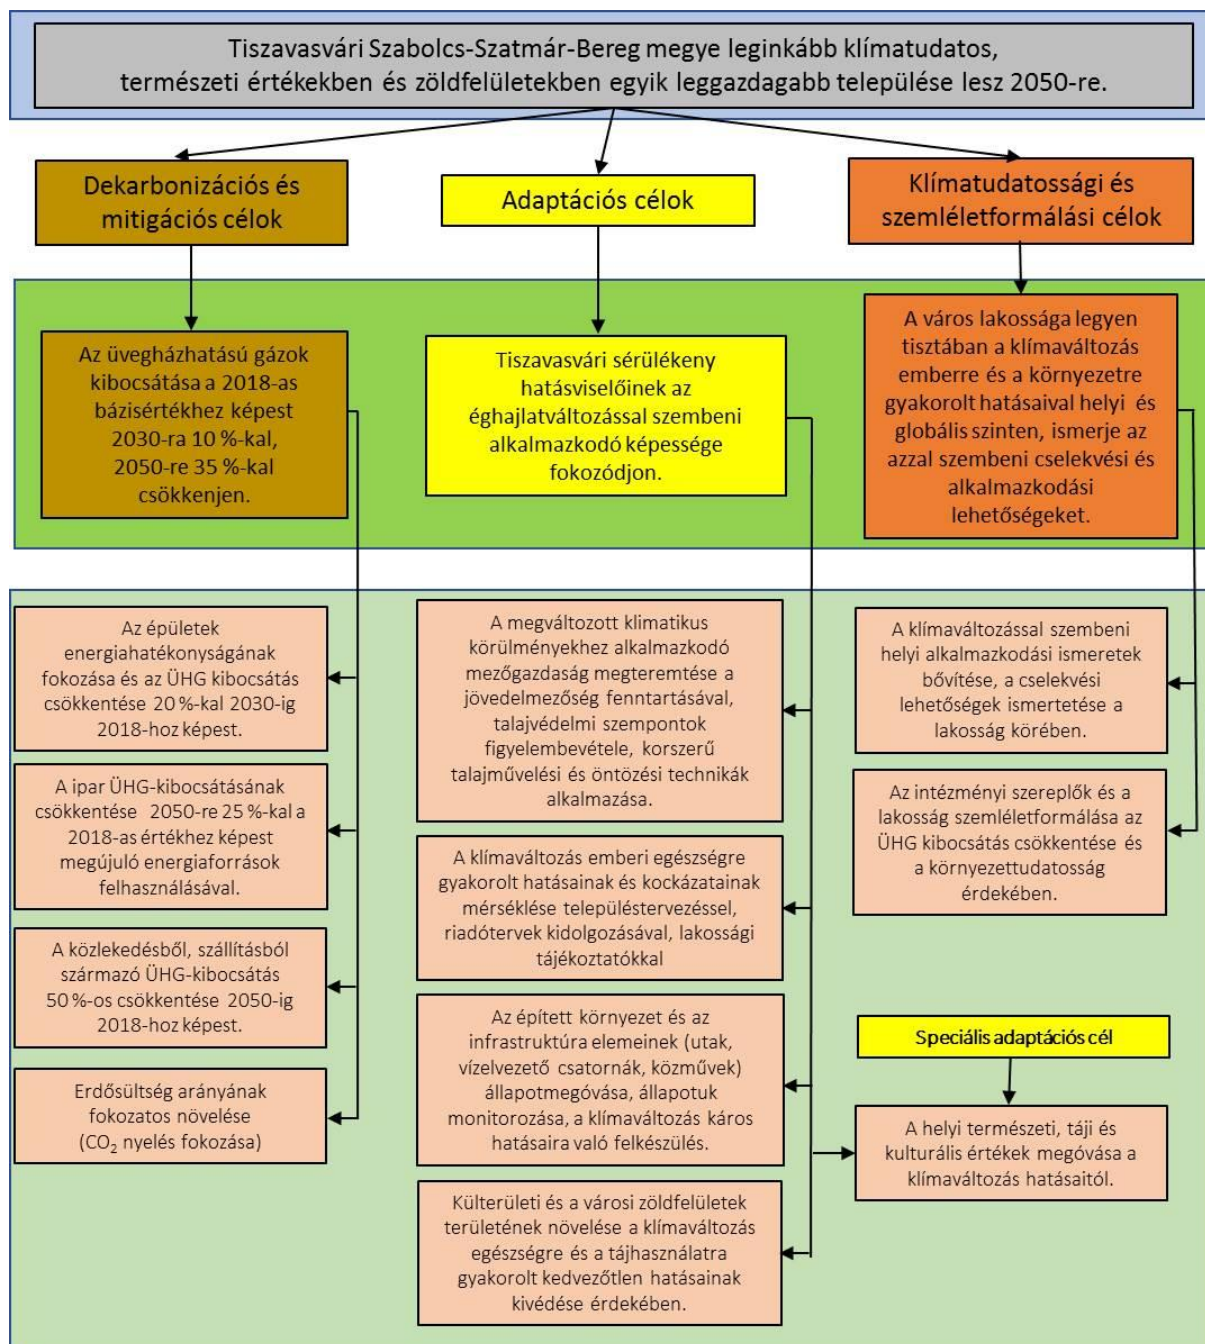 Tiszavasvári Szabolcs-Szatmár-Bereg megye leginkább klímatudatos,
természeti értékekben és zöldfelületekben egyik leggazdagabb települése lesz 2050-re.
Dekarbonizációs és
mitigációs célok
Adaptációs célok
Klímatudatossági és
szemléletformálási célok
Az üvegházhatású gázok
kibocsátása a 2018-as
bázisértékhez képest
2030-ra 10 %-kal,
2050-re 35 %-kal
csökkenjen.
Tiszavasvári sérülékeny
hatásviselőinek az
éghajlatváltozással szembeni
alkalmazkodó képessége
fokozódjon.
A város lakossága legyen
tisztában a klímaváltozás
emberre és a környezetre
gyakorolt hatásaival helyi és
globális szinten, ismerje az
azzal szembeni cselekvési és
alkalmazkodási
lehetőségeket.
Az épületek
energiahatékonyságának
fokozása és az ÜHG kibocsátás
csökkentése 20 %-kal 2030-ig
2018-hoz képest.
A ipar ÜHG-kibocsátásának
csökkentése 2050-re 25 %-kal a
2018-as értékhez képest
megújuló energiaforrások
felhasználásával.
A közlekedésből, szállításból
származó ÜHG-kibocsátás
50 %-os csökkentése 2050-ig
2018-hoz képest.
Erdősültség arányának
fokozatos növelése
(CO₂ nyelés fokozása)
A megváltozott klimatikus
körülményekhez alkalmazkodó
mezőgazdaság megteremtése a
jövedelmezőség fenntartásával,
talajvédelmi szempontok
figyelembevétele, korszerű
talajművelési és öntözési technikák
alkalmazása.
A klímaváltozás emberi egészségre
gyakorolt hatásainak és kockázatainak
mérséklése településtervezéssel,
riadótervek kidolgozásával, lakossági
tájékoztatókkal
Az épített környezet és az
infrastruktúra elemeinek (utak,
vízelvezető csatornák, közművek)
állapotmegóvása, állapotuk
monitorozása, a klímaváltozás káros
hatásaira való felkészülés.
Külterületi és a városi zöldfelületek
területének növelése a klímaváltozás
egészségre és a tájhasználatra
gyakorolt kedvezőtlen hatásainak
kivédése érdekében.
A klímaváltozással szembeni
helyi alkalmazkodási ismeretek
bővítése, a cselekvési
lehetőségek ismertetése a
lakosság körében.
Az intézményi szereplők és a
lakosság szemléletformálása az
ÜHG kibocsátás csökkentése és
a környezettudatosság
érdekében.
Speciális adaptációs cél
A helyi természeti, táji és
kulturális értékek megóvása a
klímaváltozás hatásaitól.